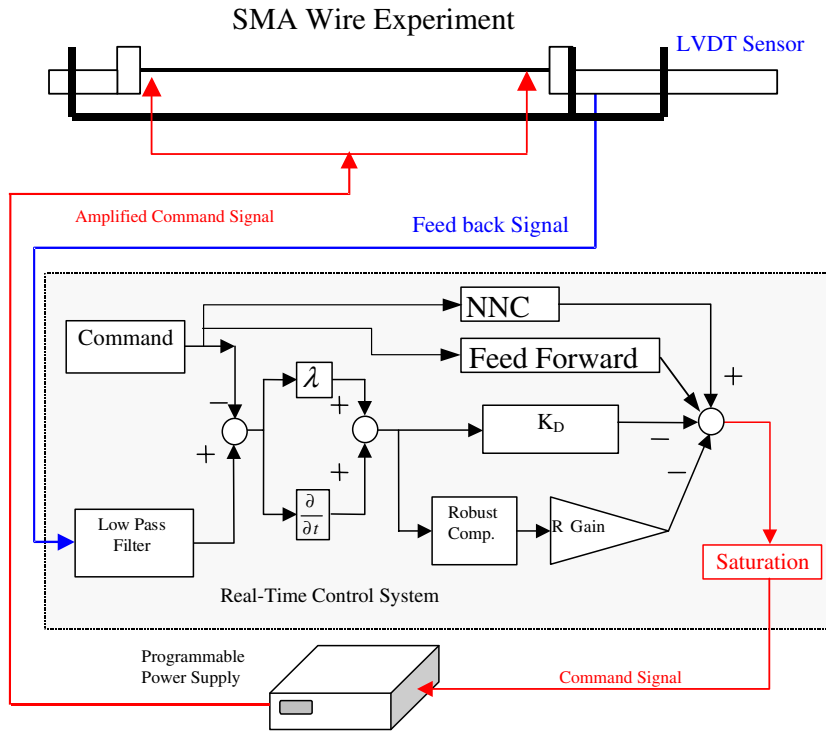 SMA Wire Experiment
LVDT Sensor
Amplified Command Signal
Feed back Signal
NNC
Command
Feed Forward
λ
+
+
−
+
K_D
−
−
+
+
∂
∂t
Low Pass
Filter
Robust
Comp.
R Gain
Saturation
Real-Time Control System
Programmable
Power Supply
Command Signal